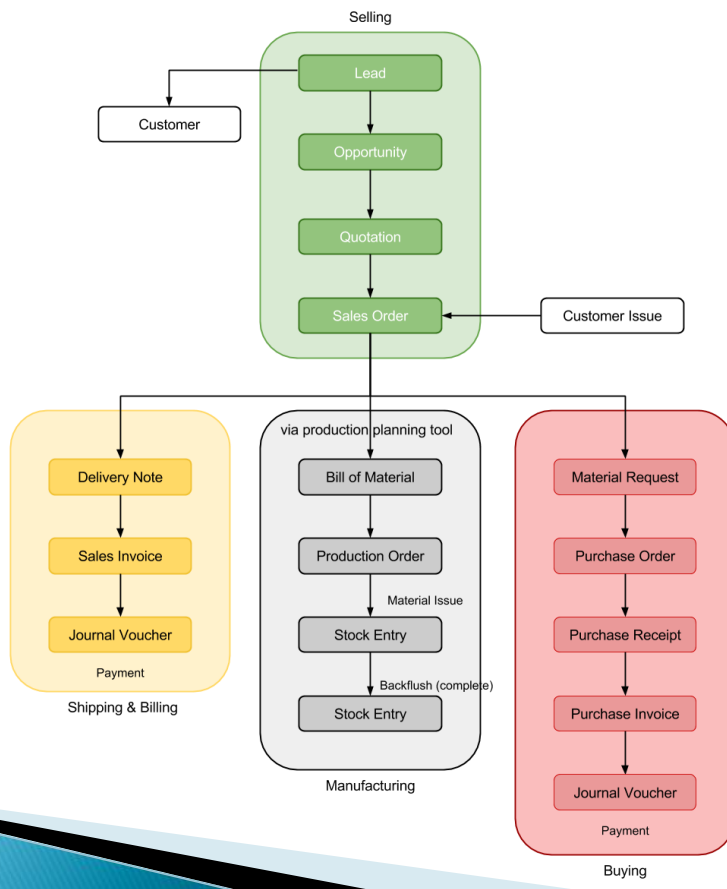 Selling
Lead
Customer
Opportunity
Quotation
Sales Order
Customer Issue
via production planning tool
Delivery Note
Bill of Material
Material Request
Sales Invoice
Production Order
Purchase Order
Material Issue
Journal Voucher
Stock Entry
Purchase Receipt
Payment
Backflush (complete)
Shipping & Billing
Stock Entry
Purchase Invoice
Manufacturing
Journal Voucher
Payment
Buying